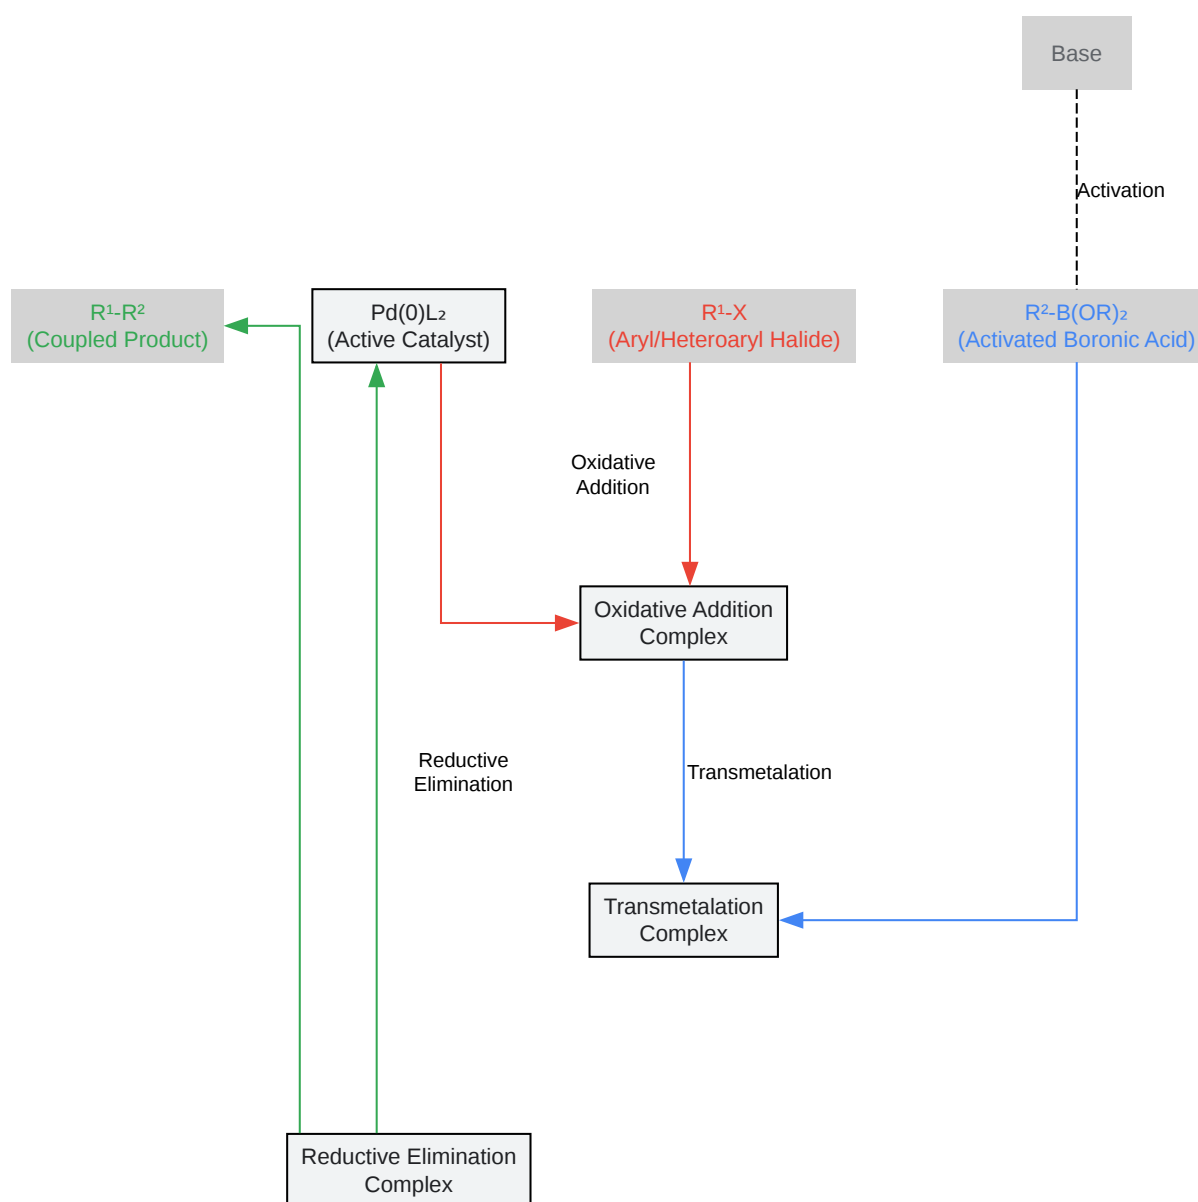 Base
Activation
R¹-R²
(Coupled Product)
Pd(0)L₂
(Active Catalyst)
R¹-X
(Aryl/Heteroaryl Halide)
R²-B(OR)₂
(Activated Boronic Acid)
Oxidative
Addition
Oxidative Addition
Complex
Reductive
Elimination
Transmetalation
Transmetalation
Complex
Reductive Elimination
Complex